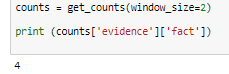 counts = get_counts(window_size=2)
print (counts['evidence']['fact'])
4